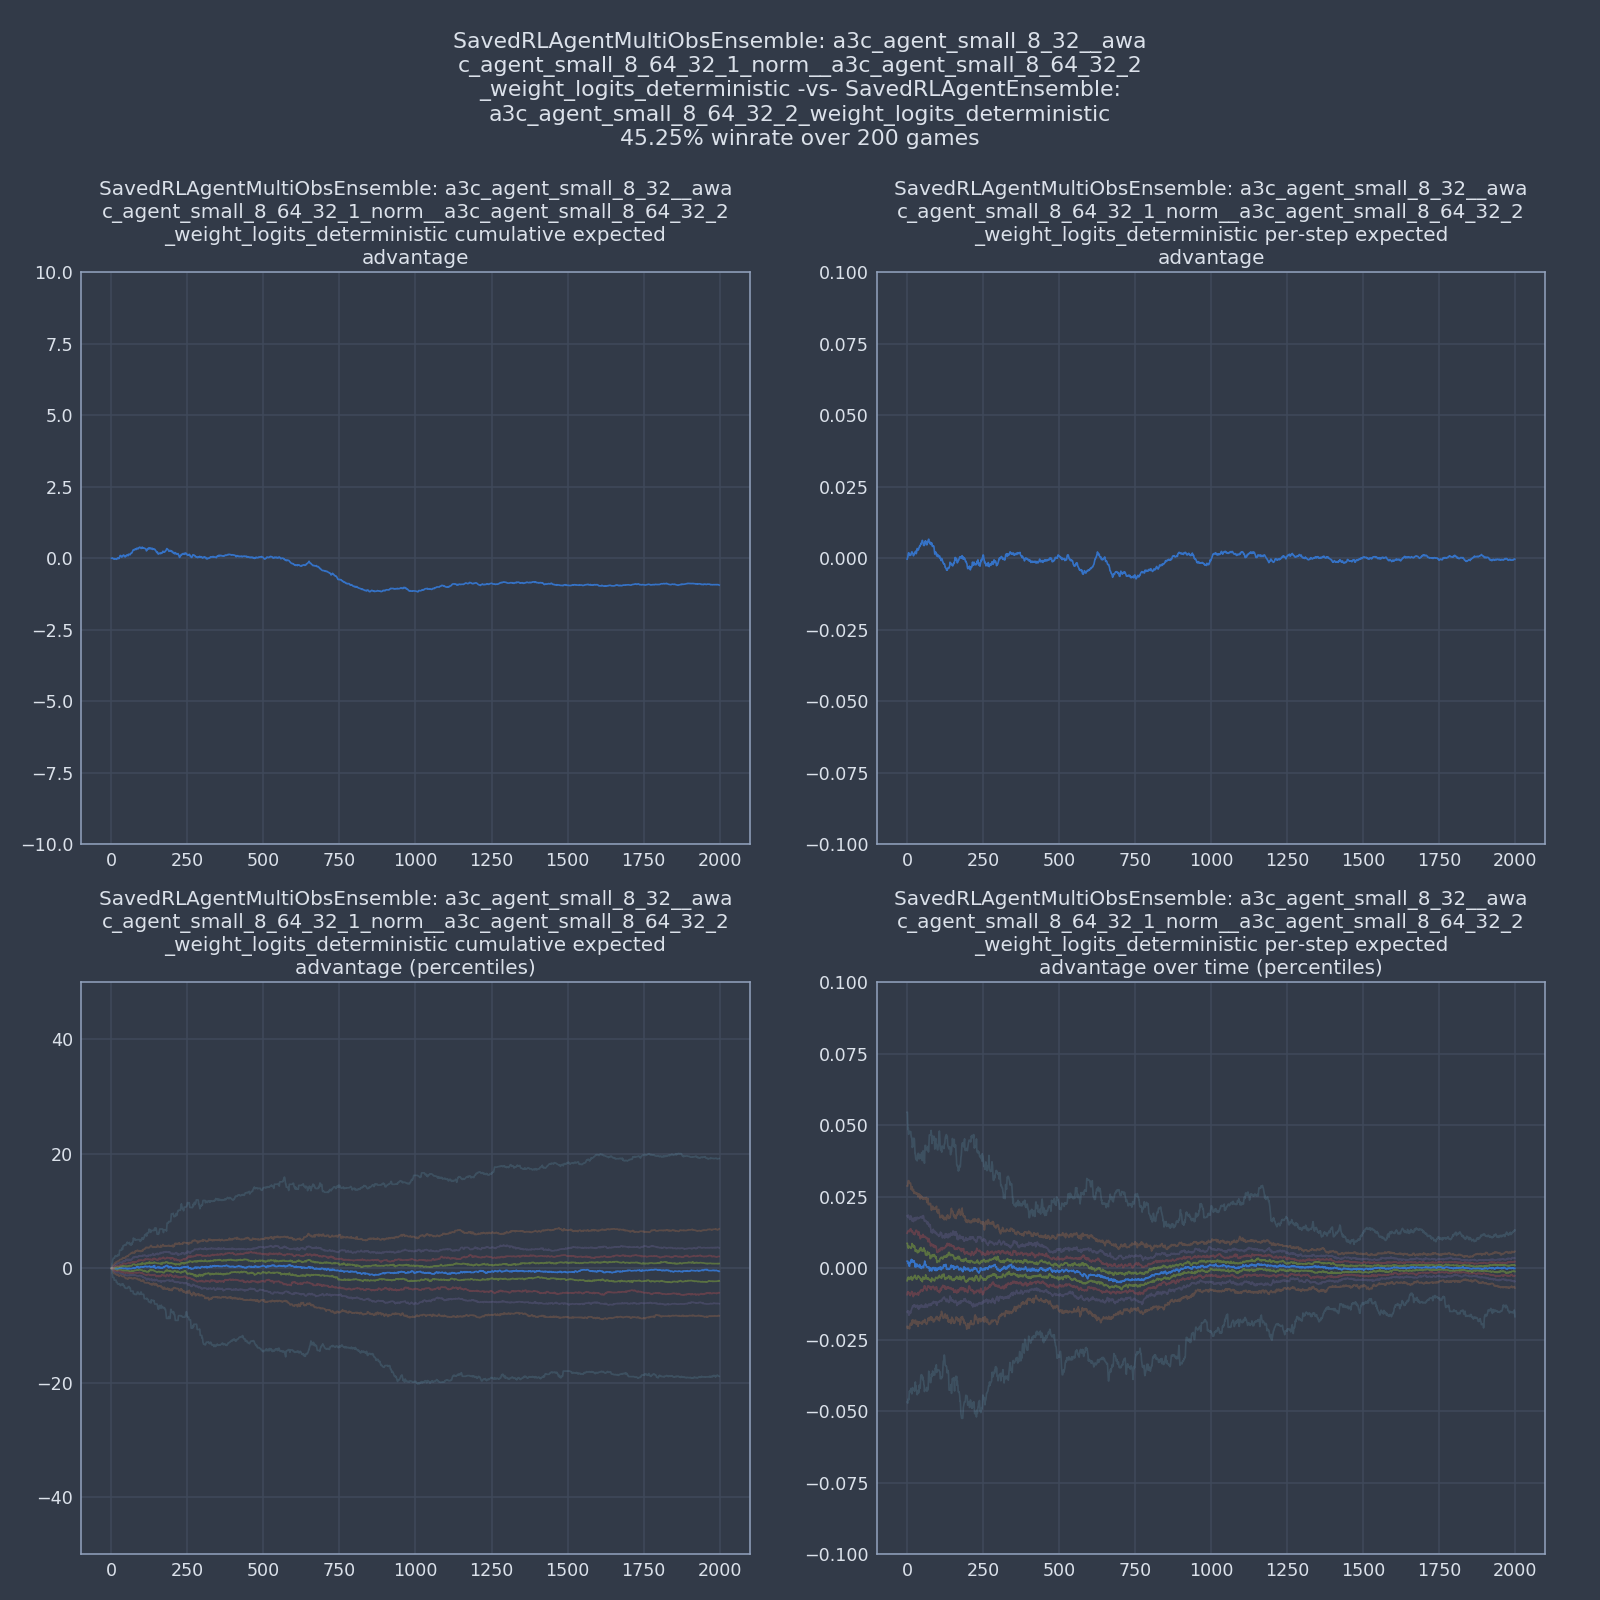 SavedRLAgentMultiObsEnsemble: a3c_agent_small_8_32__awa
c_agent_small_8_64_32_1_norm__a3c_agent_small_8_64_32_2
_weight_logits_deterministic -vs- SavedRLAgentEnsemble:
a3c_agent_small_8_64_32_2_weight_logits_deterministic
45.25% winrate over 200 games
SavedRLAgentMultiObsEnsemble: a3c_agent_small_8_32__awa
c_agent_small_8_64_32_1_norm__a3c_agent_small_8_64_32_2
_weight_logits_deterministic cumulative expected
advantage
10.0
7.5
5.0
2.5
0.0
−2.5
−5.0
−7.5
−10.0
0 250 500 750 1000 1250 1500 1750 2000
SavedRLAgentMultiObsEnsemble: a3c_agent_small_8_32__awa
c_agent_small_8_64_32_1_norm__a3c_agent_small_8_64_32_2
_weight_logits_deterministic per-step expected
advantage
0.100
0.075
0.050
0.025
0.000
−0.025
−0.050
−0.075
−0.100
0 250 500 750 1000 1250 1500 1750 2000
SavedRLAgentMultiObsEnsemble: a3c_agent_small_8_32__awa
c_agent_small_8_64_32_1_norm__a3c_agent_small_8_64_32_2
_weight_logits_deterministic cumulative expected
advantage (percentiles)
40
20
0
−20
−40
0 250 500 750 1000 1250 1500 1750 2000
SavedRLAgentMultiObsEnsemble: a3c_agent_small_8_32__awa
c_agent_small_8_64_32_1_norm__a3c_agent_small_8_64_32_2
_weight_logits_deterministic per-step expected
advantage over time (percentiles)
0.100
0.075
0.050
0.025
0.000
−0.025
−0.050
−0.075
−0.100
0 250 500 750 1000 1250 1500 1750 2000